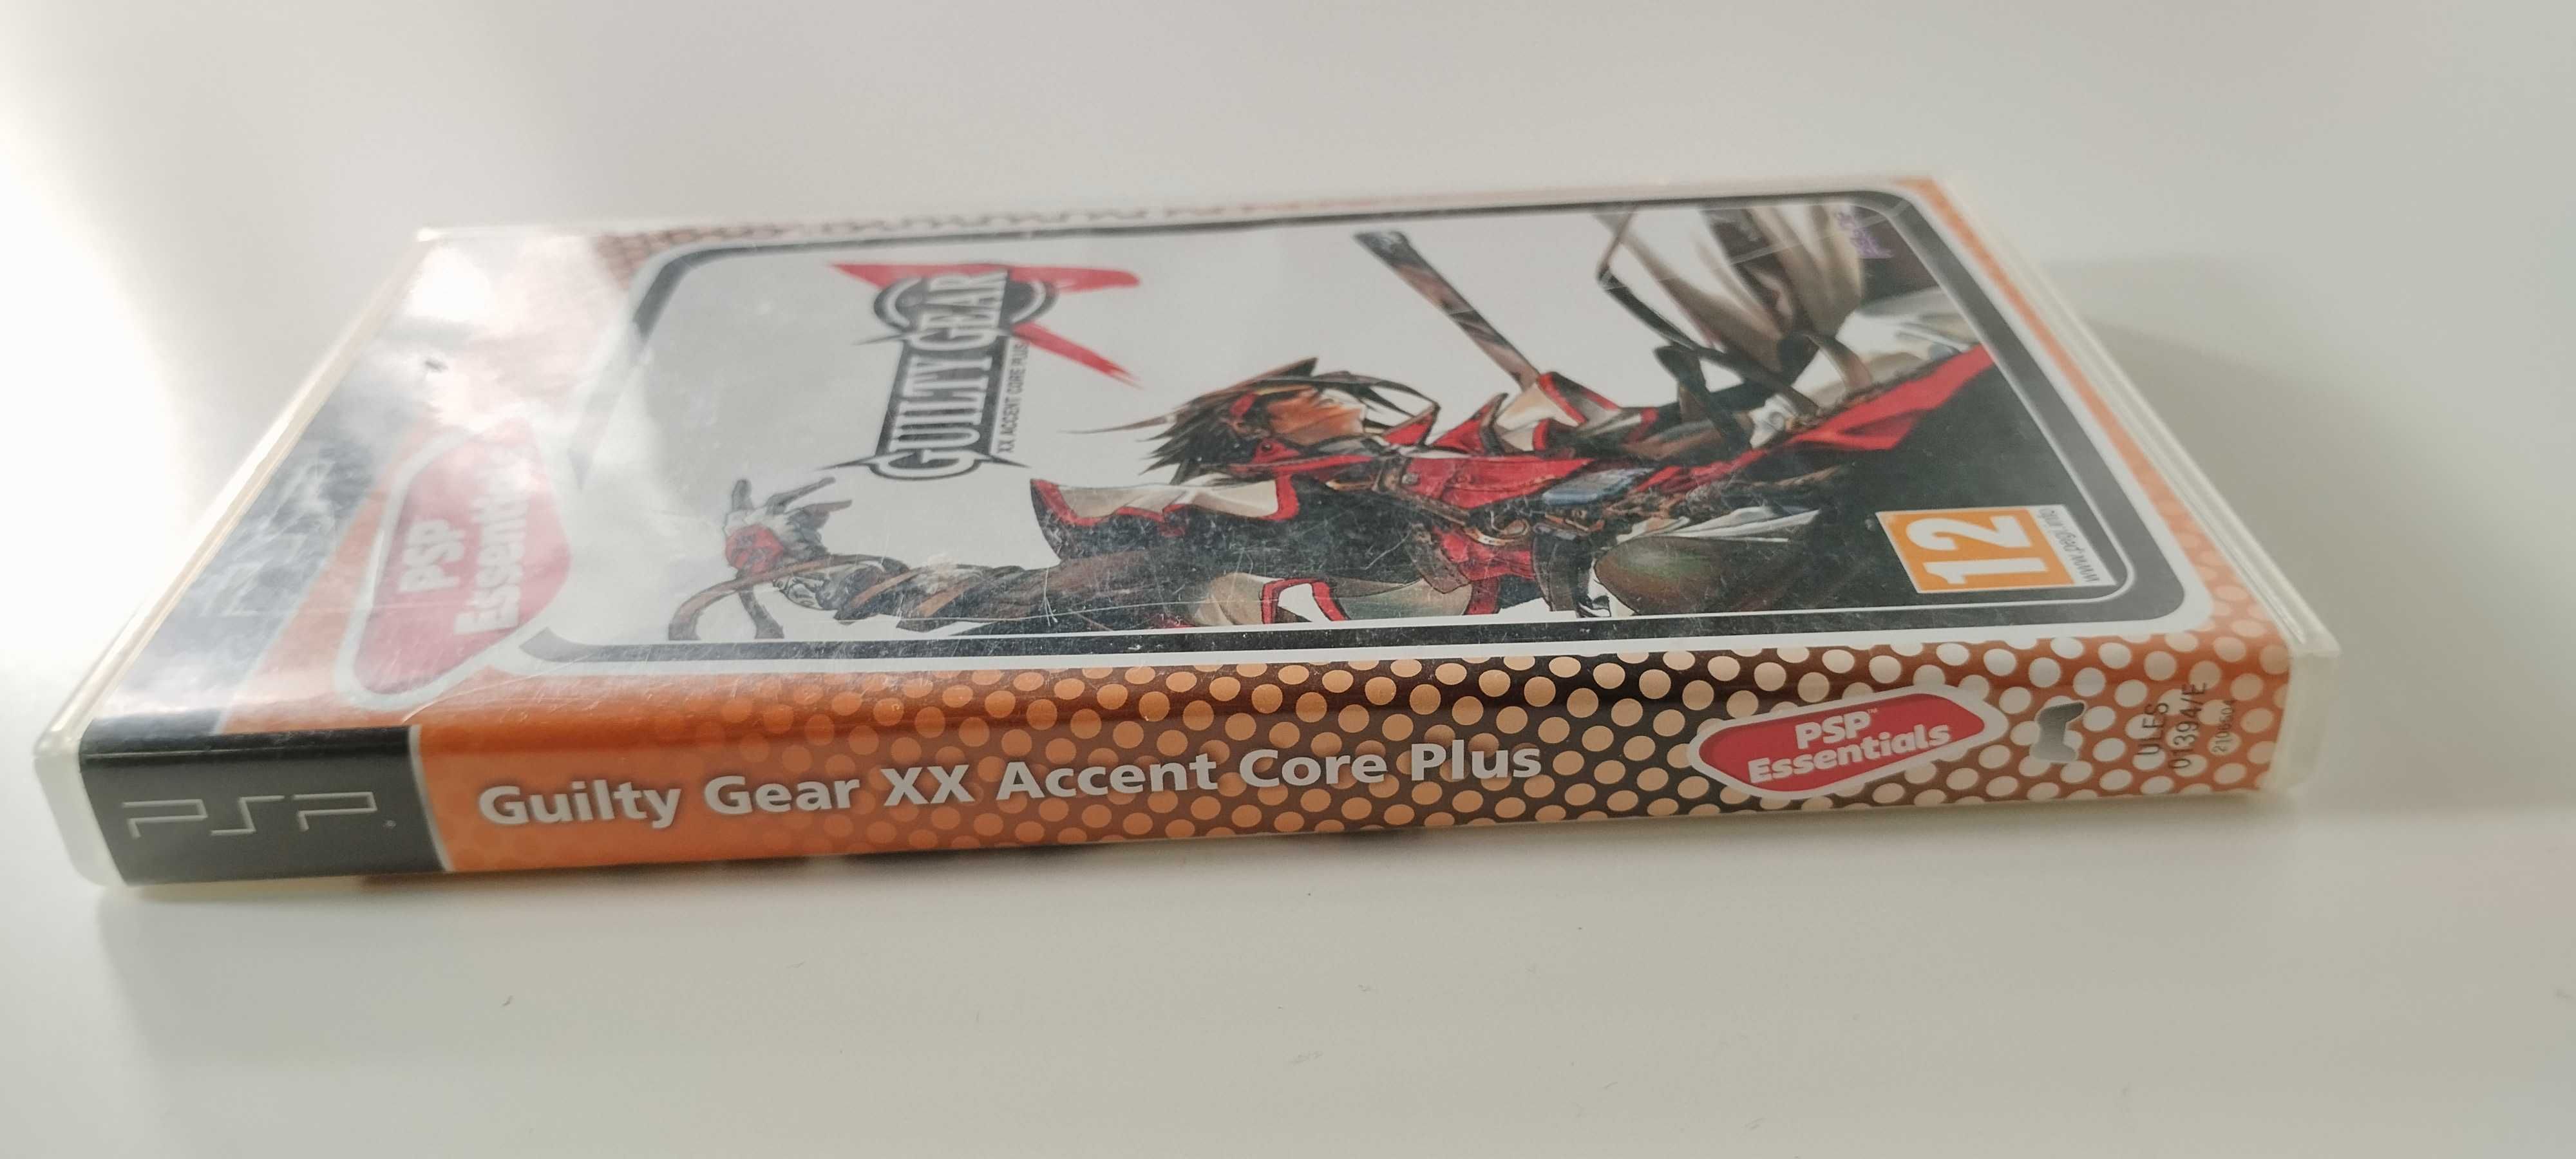 PSP
Essentials
GUILTY GEAR
XX ACCENT CORE PLUS
12
www.pegi.info
PSP
Guilty Gear XX Accent Core Plus
PSP™
Essentials
ULES
01394/E